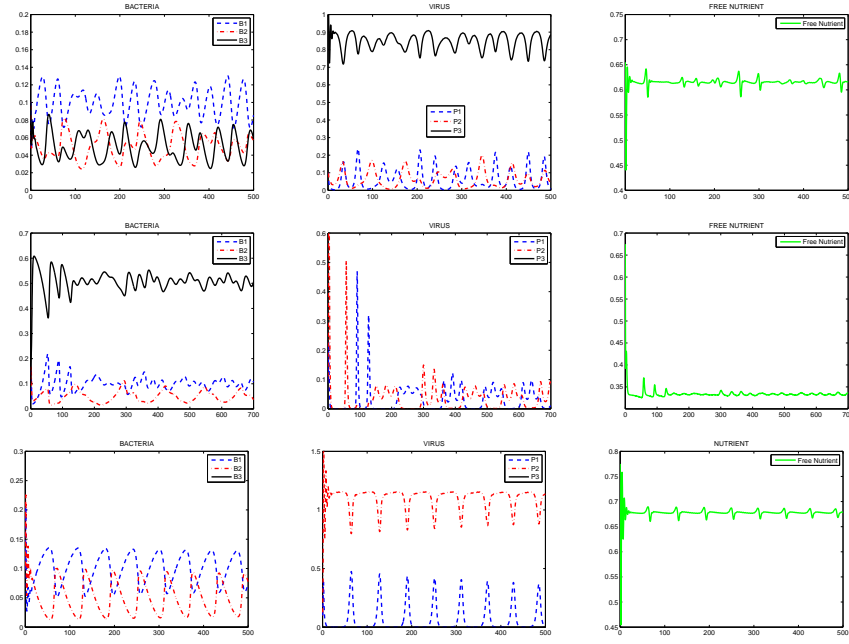 BACTERIA
VIRUS
FREE NUTRIENT
0.2
0.18
0.16
0.14
0.12
0.1
0.08
0.06
0.04
0.02
0
0 100 200 300 400 500
B1
B2
B3
1
0.9
0.8
0.7
0.6
0.5
0.4
0.3
0.2
0.1
0
0 100 200 300 400 500
P1
P2
P3
0.75
0.7
0.65
0.6
0.55
0.5
0.45
0.4
0 100 200 300 400 500
Free Nutrient
BACTERIA
VIRUS
FREE NUTRIENT
0.7
0.6
0.5
0.4
0.3
0.2
0.1
0
0 100 200 300 400 500 600 700
B1
B2
B3
0.6
0.5
0.4
0.3
0.2
0.1
0
0 100 200 300 400 500 600 700
P1
P2
P3
0.7
0.65
0.6
0.55
0.5
0.45
0.4
0.35
0 100 200 300 400 500 600 700
Free Nutrient
BACTERIA
VIRUS
NUTRIENT
0.3
0.25
0.2
0.15
0.1
0.05
0
0 100 200 300 400 500
B1
B2
B3
1.5
1
0.5
0
0 100 200 300 400 500
P1
P2
P3
0.8
0.75
0.7
0.65
0.6
0.55
0.5
0.45
0 100 200 300 400 500
Free Nutrient